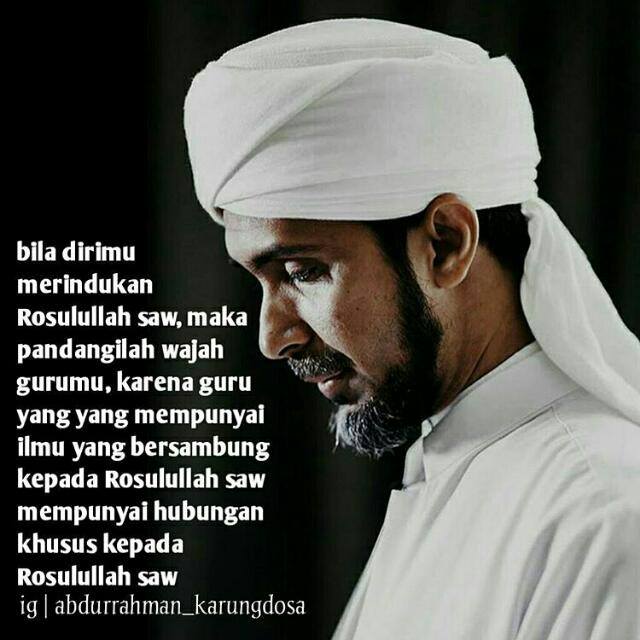 bila dirimu
merindukan
Rosulullah saw, maka
pandangilah wajah
gurumu, karena guru
yang yang mempunyai
ilmu yang bersambung
kepada Rosulullah saw
mempunyai hubungan
khusus kepada
Rosulullah saw
ig | abdurrahman_karungdosa